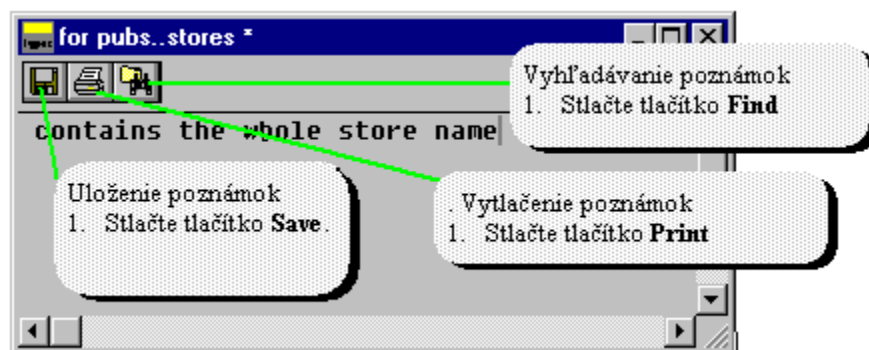 for pubs..stores *
Vyhľadávanie poznámok
1. Stlačte tlačítko Find
contains the whole store name
Uloženie poznámok
1. Stlačte tlačítko Save.
. Vytlačenie poznámok
1. Stlačte tlačítko Print